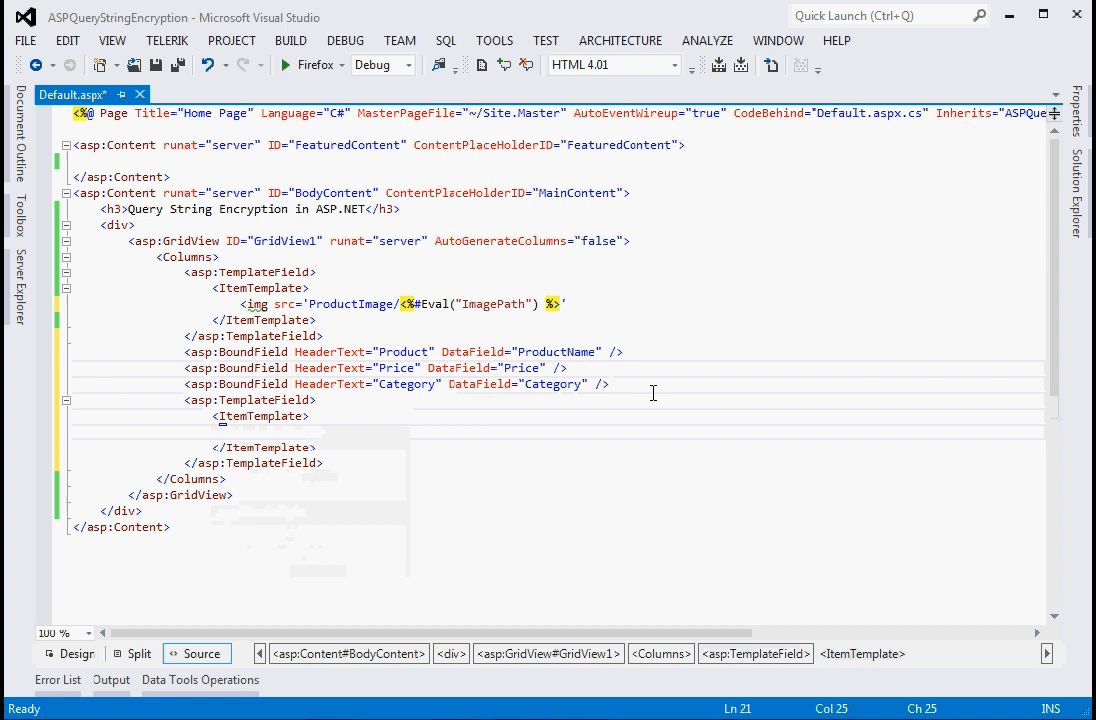 ASPQueryStringEncryption - Microsoft Visual Studio
Quick Launch (Ctrl+Q)
FILE EDIT VIEW TELERIK PROJECT BUILD DEBUG TEAM SQL TOOLS TEST ARCHITECTURE ANALYZE WINDOW HELP
Firefox Debug HTML 4.01
Default.aspx*
Document Outline
Toolbox
Server Explorer
<%@ Page Title="Home Page" Language="C#" MasterPageFile="~/Site.Master" AutoEventWireup="true" CodeBehind="Default.aspx.cs" Inherits="ASPQue
<asp:Content runat="server" ID="FeaturedContent" ContentPlaceHolderID="FeaturedContent">
</asp:Content>
<asp:Content runat="server" ID="BodyContent" ContentPlaceHolderID="MainContent">
<h3>Query String Encryption in ASP.NET</h3>
<div>
<asp:GridView ID="GridView1" runat="server" AutoGenerateColumns="false">
<Columns>
<asp:TemplateField>
<ItemTemplate>
<img src='ProductImage/<%#Eval("ImagePath") %>'
</ItemTemplate>
</asp:TemplateField>
<asp:BoundField HeaderText="Product" DataField="ProductName" />
<asp:BoundField HeaderText="Price" DataField="Price" />
<asp:BoundField HeaderText="Category" DataField="Category" />
<asp:TemplateField>
<ItemTemplate>
</ItemTemplate>
</asp:TemplateField>
</Columns>
</asp:GridView>
</div>
</asp:Content>
Properties
Solution Explorer
100 %
Design Split Source <asp:Content#BodyContent> <div> <asp:GridView#GridView1> <Columns> <asp:TemplateField> <ItemTemplate>
Error List Output Data Tools Operations
Ready Ln 21 Col 25 Ch 25 INS